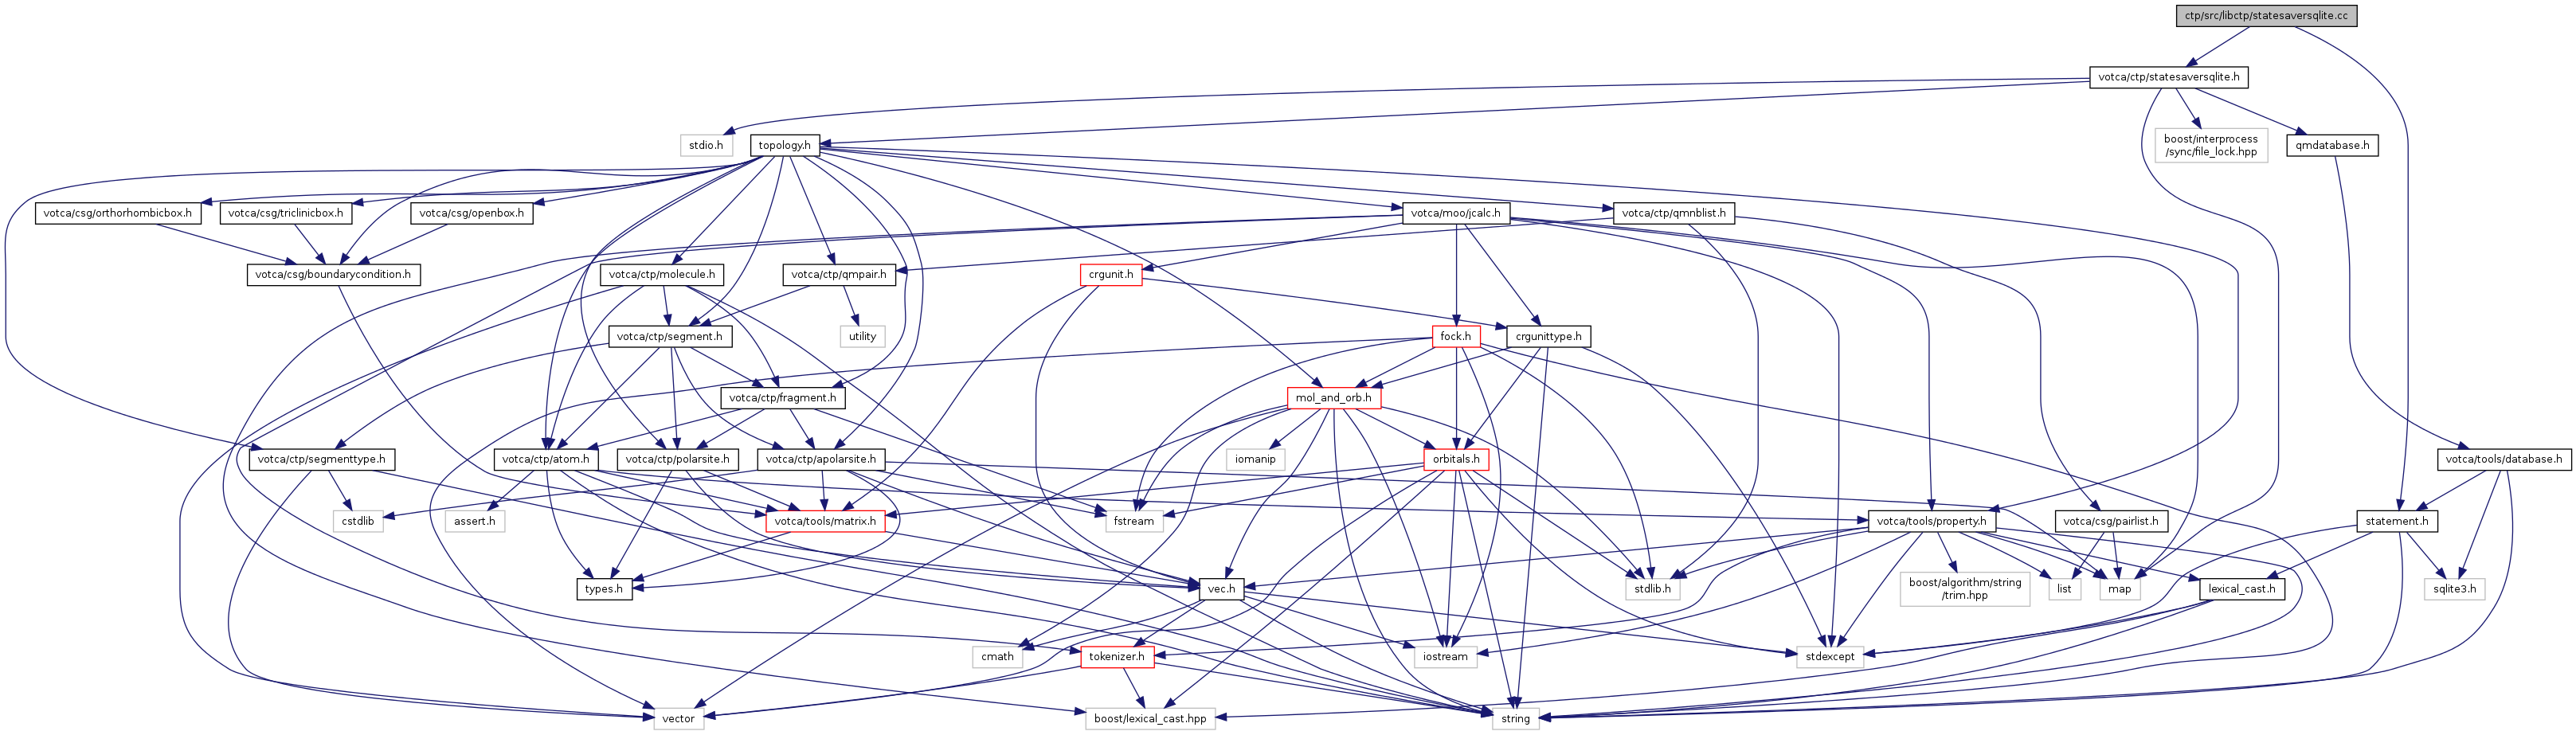 ctp/src/libctp/statesaversqlite.cc
votca/ctp/statesaversqlite.h
stdio.h
topology.h
boost/interprocess
/sync/file_lock.hpp
qmdatabase.h
votca/csg/orthorhombicbox.h
votca/csg/triclinicbox.h
votca/csg/openbox.h
votca/moo/jcalc.h
votca/ctp/qmnblist.h
votca/csg/boundarycondition.h
votca/ctp/molecule.h
votca/ctp/qmpair.h
crgunit.h
votca/ctp/segment.h
utility
fock.h
crgunittype.h
votca/ctp/fragment.h
mol_and_orb.h
votca/ctp/segmenttype.h
votca/ctp/atom.h
votca/ctp/polarsite.h
votca/ctp/apolarsite.h
iomanip
orbitals.h
votca/tools/database.h
cstdlib
assert.h
votca/tools/matrix.h
fstream
votca/tools/property.h
votca/csg/pairlist.h
statement.h
types.h
vec.h
stdlib.h
boost/algorithm/string
/trim.hpp
list
map
lexical_cast.h
sqlite3.h
cmath
tokenizer.h
iostream
stdexcept
vector
boost/lexical_cast.hpp
string